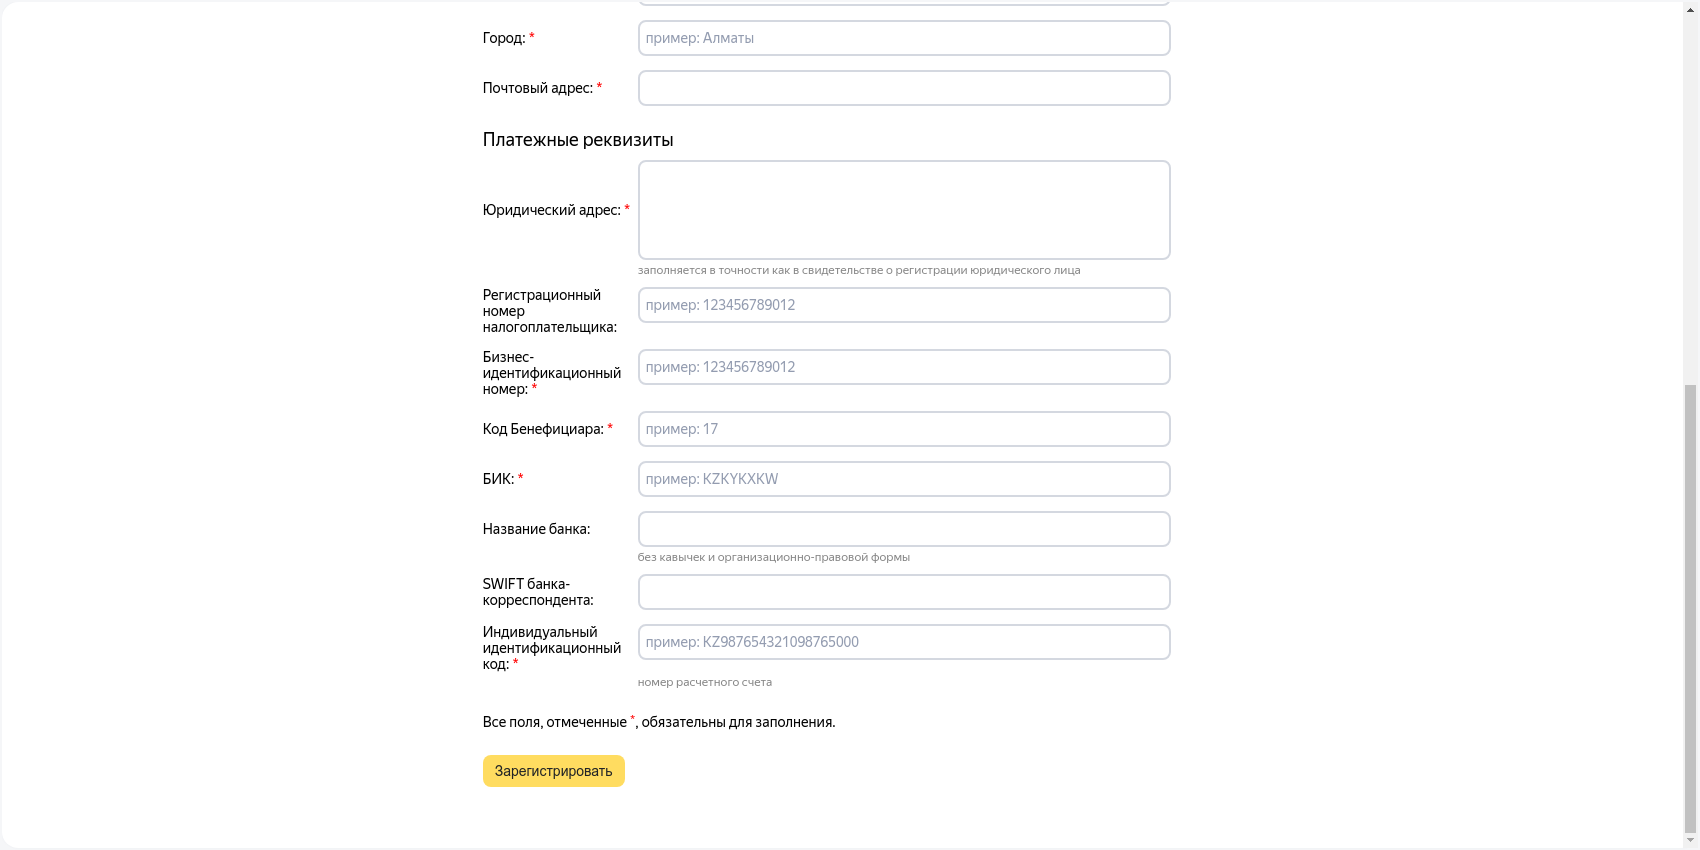 Город: *
пример: Алматы
Почтовый адрес: *
Платежные реквизиты
Юридический адрес: *
заполняется в точности как в свидетельстве о регистрации юридического лица
Регистрационный
номер
налогоплательщика:
пример: 123456789012
Бизнес-
идентификационный
номер: *
пример: 123456789012
Код Бенефициара: *
пример: 17
БИК: *
пример: KZKYKXKW
Название банка:
без кавычек и организационно-правовой формы
SWIFT банка-
корреспондента:
Индивидуальный
идентификационный
код: *
пример: KZ987654321098765000
номер расчетного счета
Все поля, отмеченные *, обязательны для заполнения.
Зарегистрировать